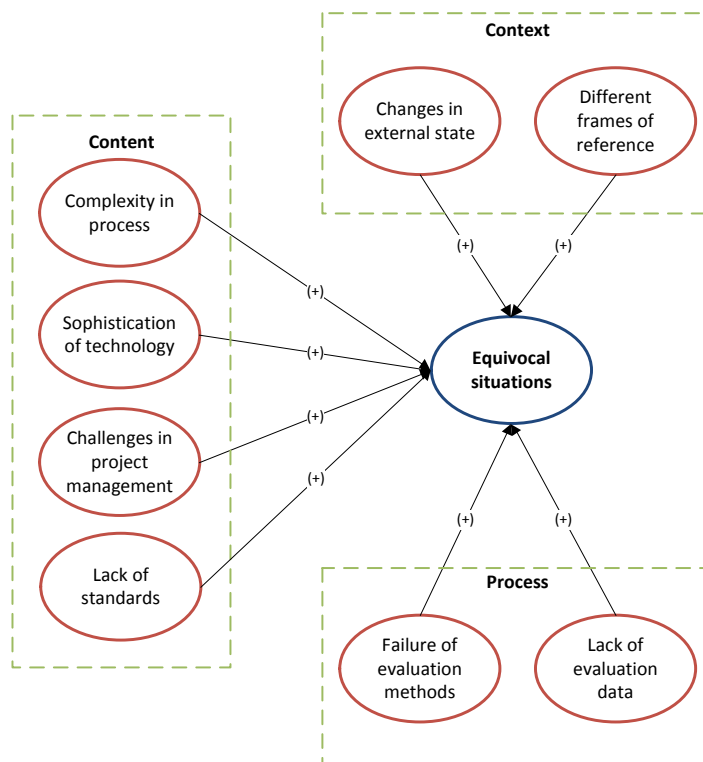 Context
Changes in
external state
Different
frames of
reference
(+)
(+)
Content
Complexity in
process
Sophistication
of technology
Challenges in
project
management
Lack of
standards
(+)
(+)
(+)
(+)
Equivocal
situations
(+)
(+)
Process
Failure of
evaluation
methods
Lack of
evaluation
data